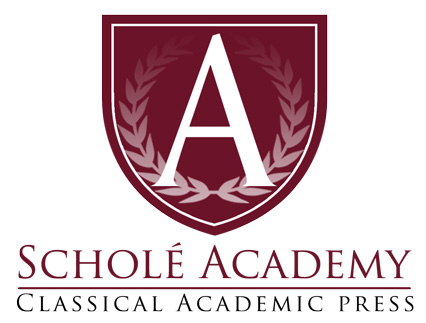 A
SCHOLÉ ACADEMY
CLASSICAL ACADEMIC PRESS